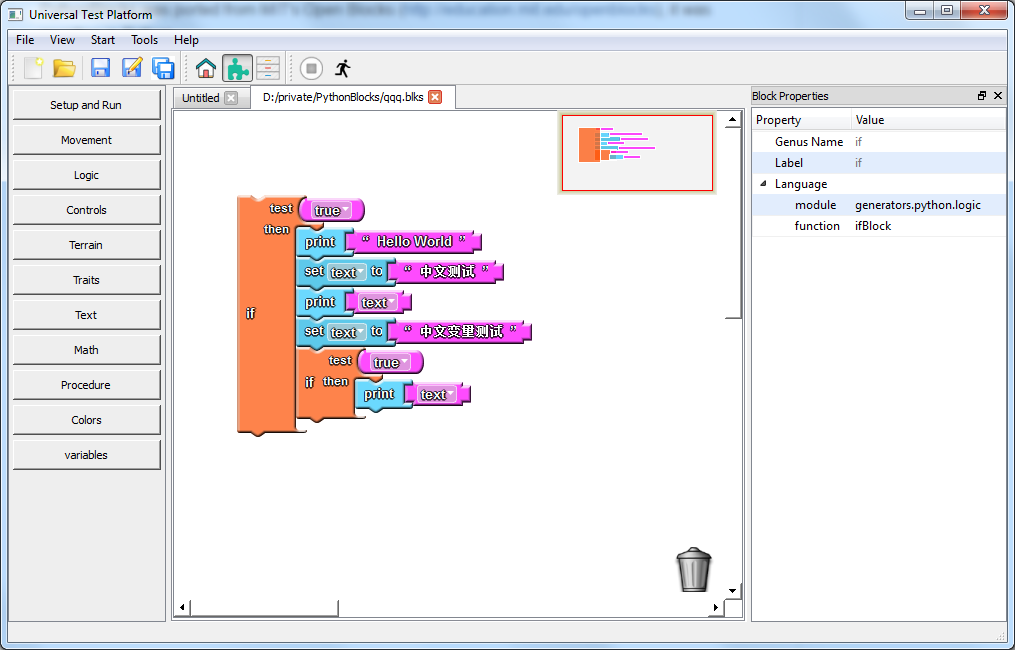 Universal Test Platform
File View Start Tools Help
Setup and Run
Movement
Logic
Controls
Terrain
Traits
Text
Math
Procedure
Colors
variables
Untitled D:/private/PythonBlocks/qqq.blks
test true
then
print “ Hello World ”
set text to “ 中文测试 ”
print text
if
set text to “ 中文变量测试 ”
test true
if then
print text
Block Properties
Property Value
Genus Name if
Label if
Language
module generators.python.logic
function ifBlock